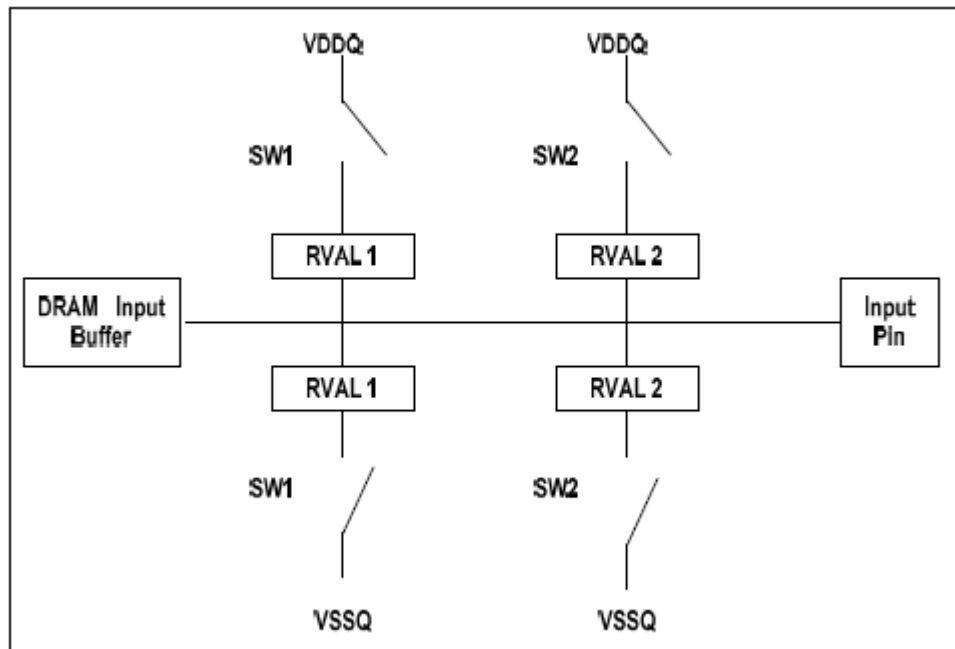 VDDQ VDDQ
SW1 SW2
RVAL 1 RVAL 2
DRAM Input
Buffer
Input
Pin
RVAL 1 RVAL 2
SW1 SW2
VSSQ VSSQ